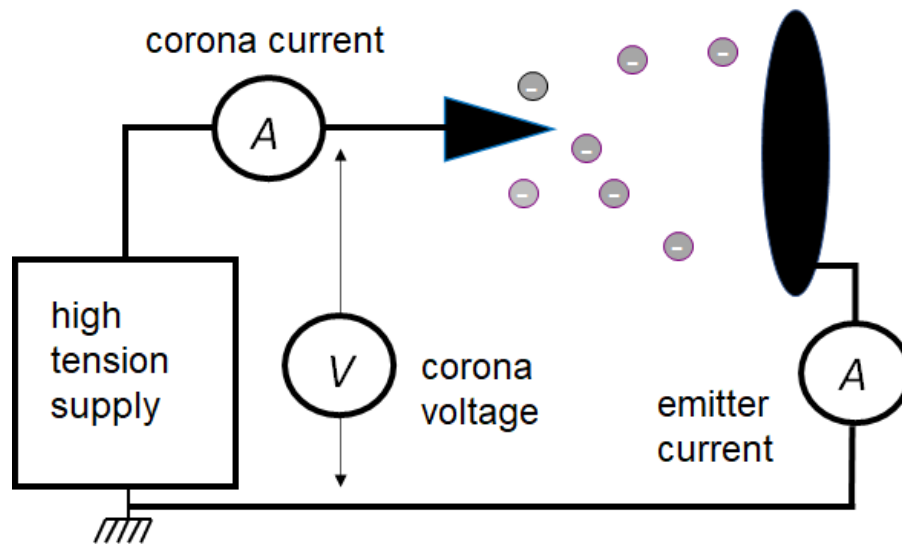 corona current
A
high
tension
supply
V
corona
voltage
emitter
current
A
- - - - - - - -